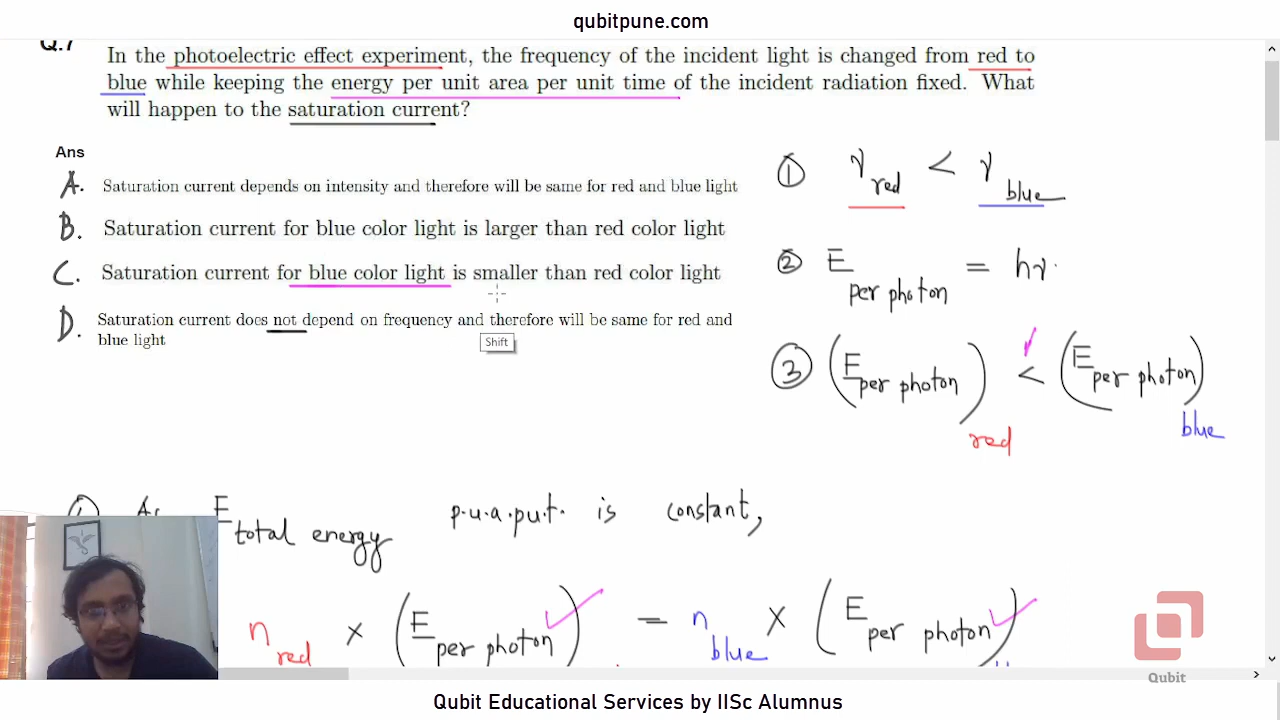 qubitpune.com
Q.7
In the photoelectric effect experiment, the frequency of the incident light is changed from red to
blue while keeping the energy per unit area per unit time of the incident radiation fixed. What
will happen to the saturation current?
Ans
A. Saturation current depends on intensity and therefore will be same for red and blue light
B. Saturation current for blue color light is larger than red color light
C. Saturation current for blue color light is smaller than red color light
D. Saturation current does not depend on frequency and therefore will be same for red and
blue light
Shift
① γ red < γ blue
② E per photon = hγ
③ (E per photon) red < (E per photon) blue
E total energy p.u.a.p.u.t. is constant,
n red × (E per photon) = n blue × (E per photon)
Qubit
Qubit Educational Services by IISc Alumnus